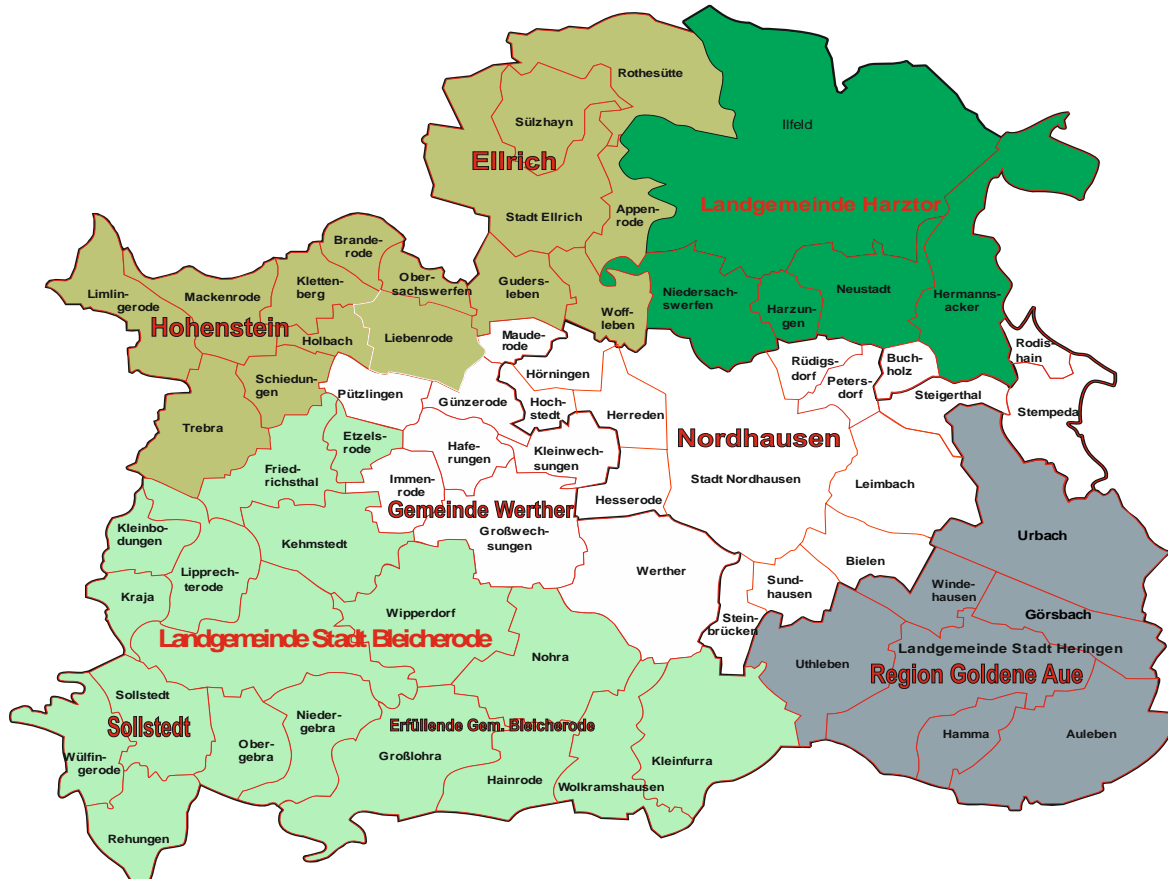 Rothesütte
Sülzhayn
Ilfeld
Ellrich
Landgemeinde Harztor
Stadt Ellrich
Appen-
rode
Brande-
rode
Ober-
sachswerfen
Guders-
leben
Limlin-
gerode
Mackenrode
Kletten-
berg
Niedersach-
swerfen
Neustadt
Hermanns-
acker
Harzun-
gen
Woff-
leben
Hohenstein
Holbach
Liebenrode
Maude-
rode
Rodis-
hain
Rüdigs-
dorf
Buch-
holz
Schiedun-
gen
Hörningen
Peters-
dorf
Steigerthal
Pützlingen
Günzerode
Hoch-
stedt
Herreden
Stempeda
Trebra
Etzels-
rode
Hafe-
rungen
Kleinwech-
sungen
Nordhausen
Fried-
richsthal
Immen-
rode
Stadt Nordhausen
Leimbach
Hesserode
Gemeinde Werther
Großwech-
sungen
Kleinbo-
dungen
Kehmstedt
Urbach
Lipprech-
terode
Werther
Bielen
Sund-
hausen
Winde-
hausen
Kraja
Wipperdorf
Görsbach
Stein-
brücken
Landgemeinde Stadt Bleicherode
Nohra
Landgemeinde Stadt Heringen
Uthleben
Region Goldene Aue
Sollstedt
Sollstedt
Nieder-
gebra
Erfüllende Gem. Bleicherode
Ober-
gebra
Großlohra
Hamma
Auleben
Wülfin-
gerode
Kleinfurra
Hainrode
Wolkramshausen
Rehungen